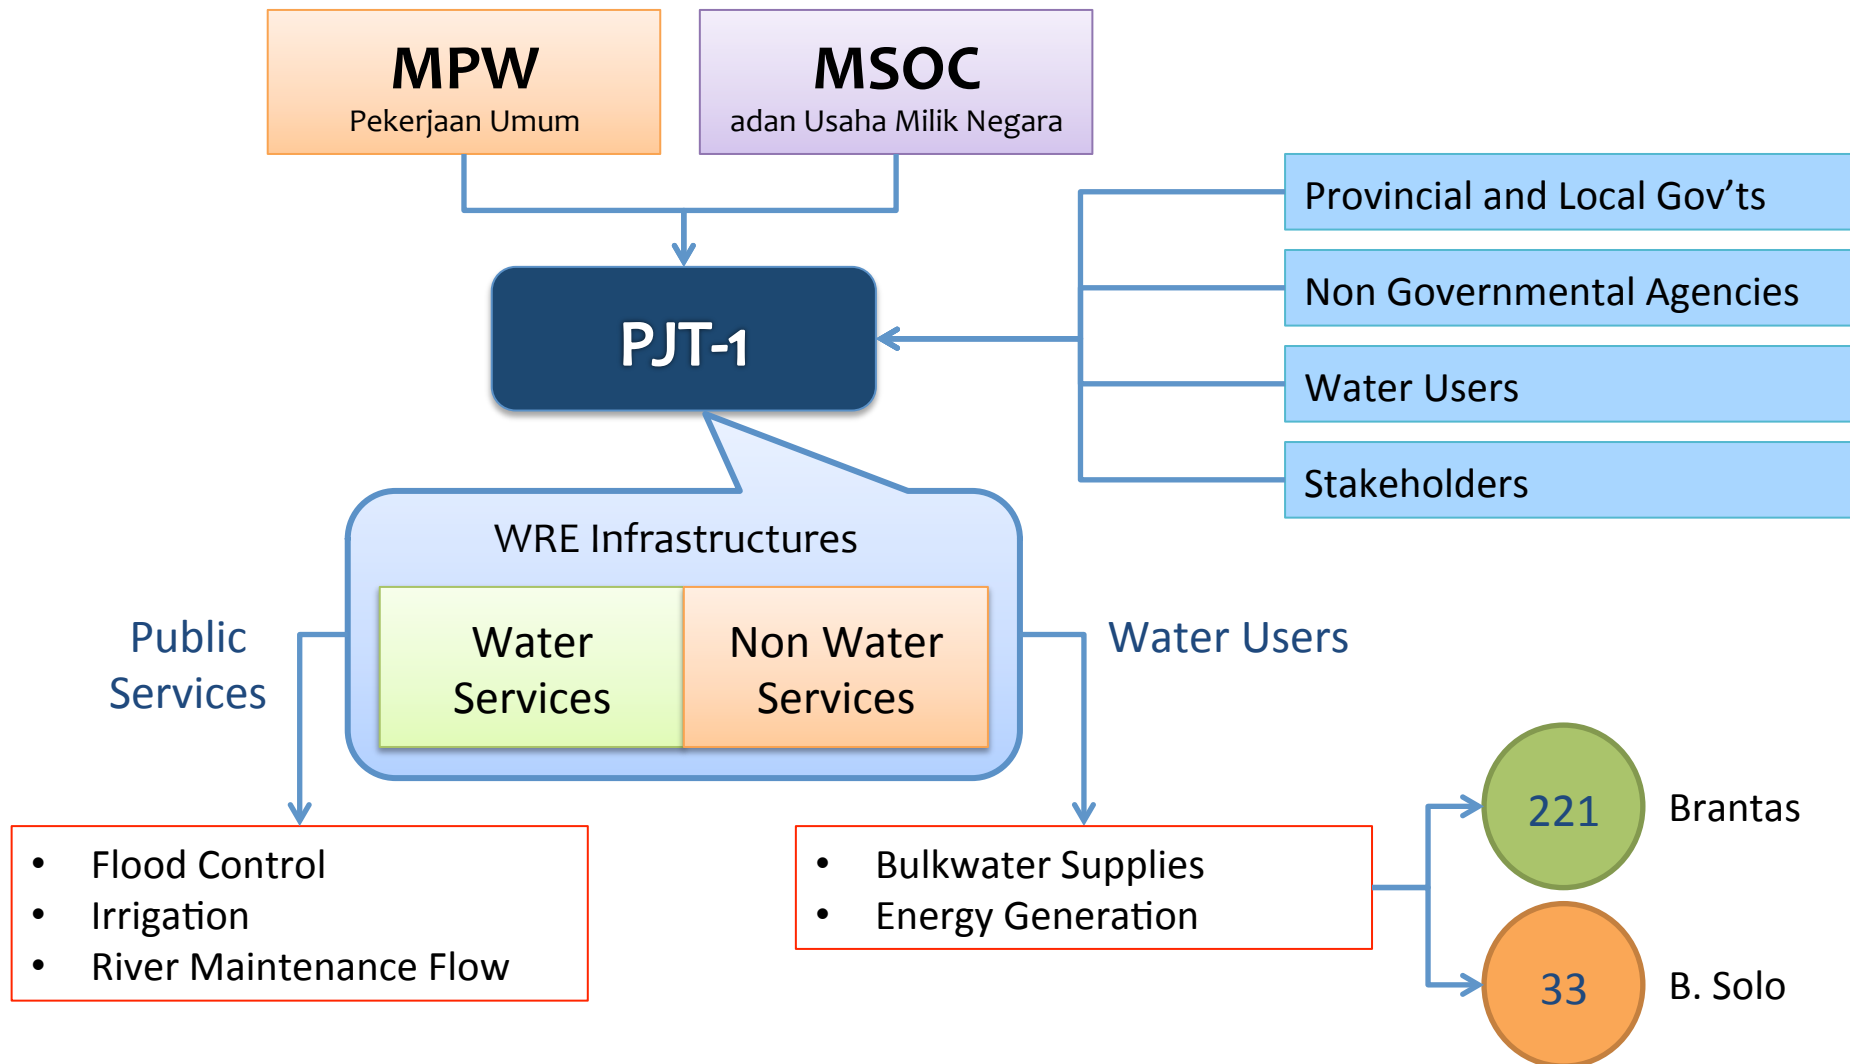 MPW
Pekerjaan Umum
MSOC
adan Usaha Milik Negara
Provincial and Local Gov’ts
Non Governmental Agencies
Water Users
Stakeholders
PJT-1
WRE Infrastructures
Water
Services
Non Water
Services
Public
Services
Water Users
• Flood Control
• Irrigation
• River Maintenance Flow
• Bulkwater Supplies
• Energy Generation
221
Brantas
33
B. Solo